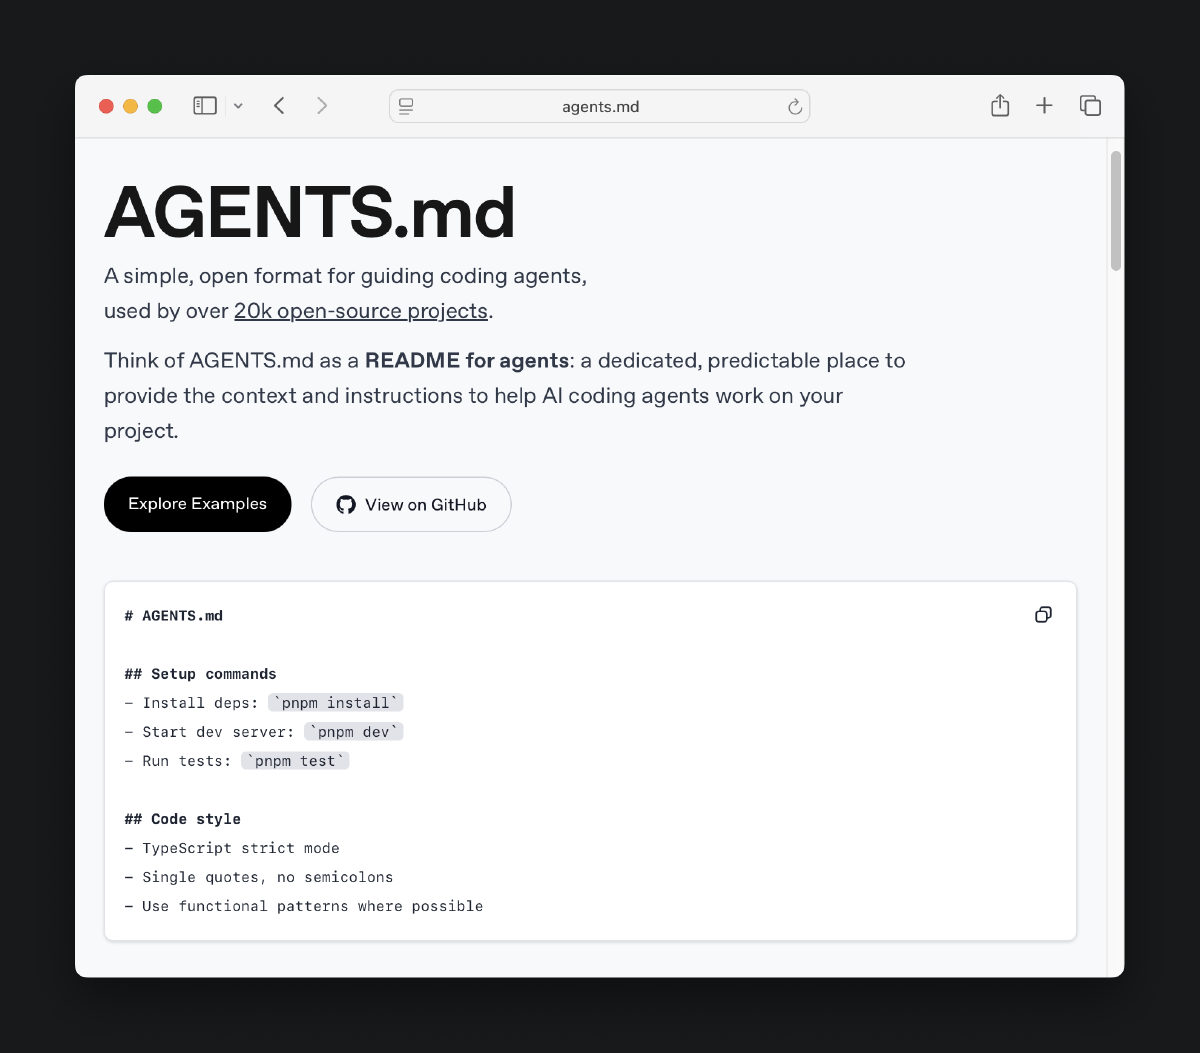 agents.md
AGENTS.md
A simple, open format for guiding coding agents,
used by over 20k open-source projects.
Think of AGENTS.md as a README for agents: a dedicated, predictable place to
provide the context and instructions to help AI coding agents work on your
project.
Explore Examples
View on GitHub
# AGENTS.md
## Setup commands
- Install deps: `pnpm install`
- Start dev server: `pnpm dev`
- Run tests: `pnpm test`
## Code style
- TypeScript strict mode
- Single quotes, no semicolons
- Use functional patterns where possible